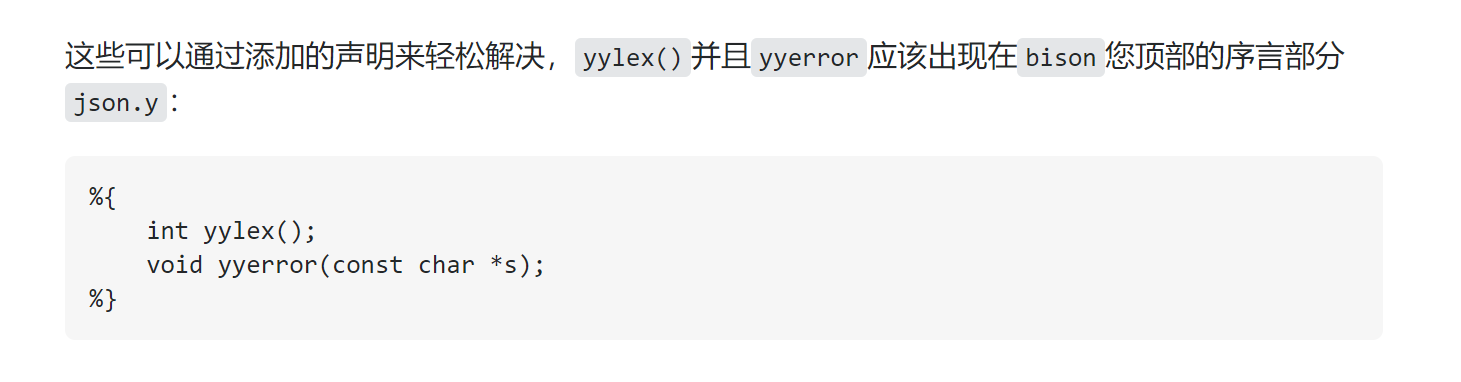 这些可以通过添加的声明来轻松解决，yylex()并且yyerror应该出现在bison您顶部的序言部分
json.y：
%{
    int yylex();
    void yyerror(const char *s);
%}